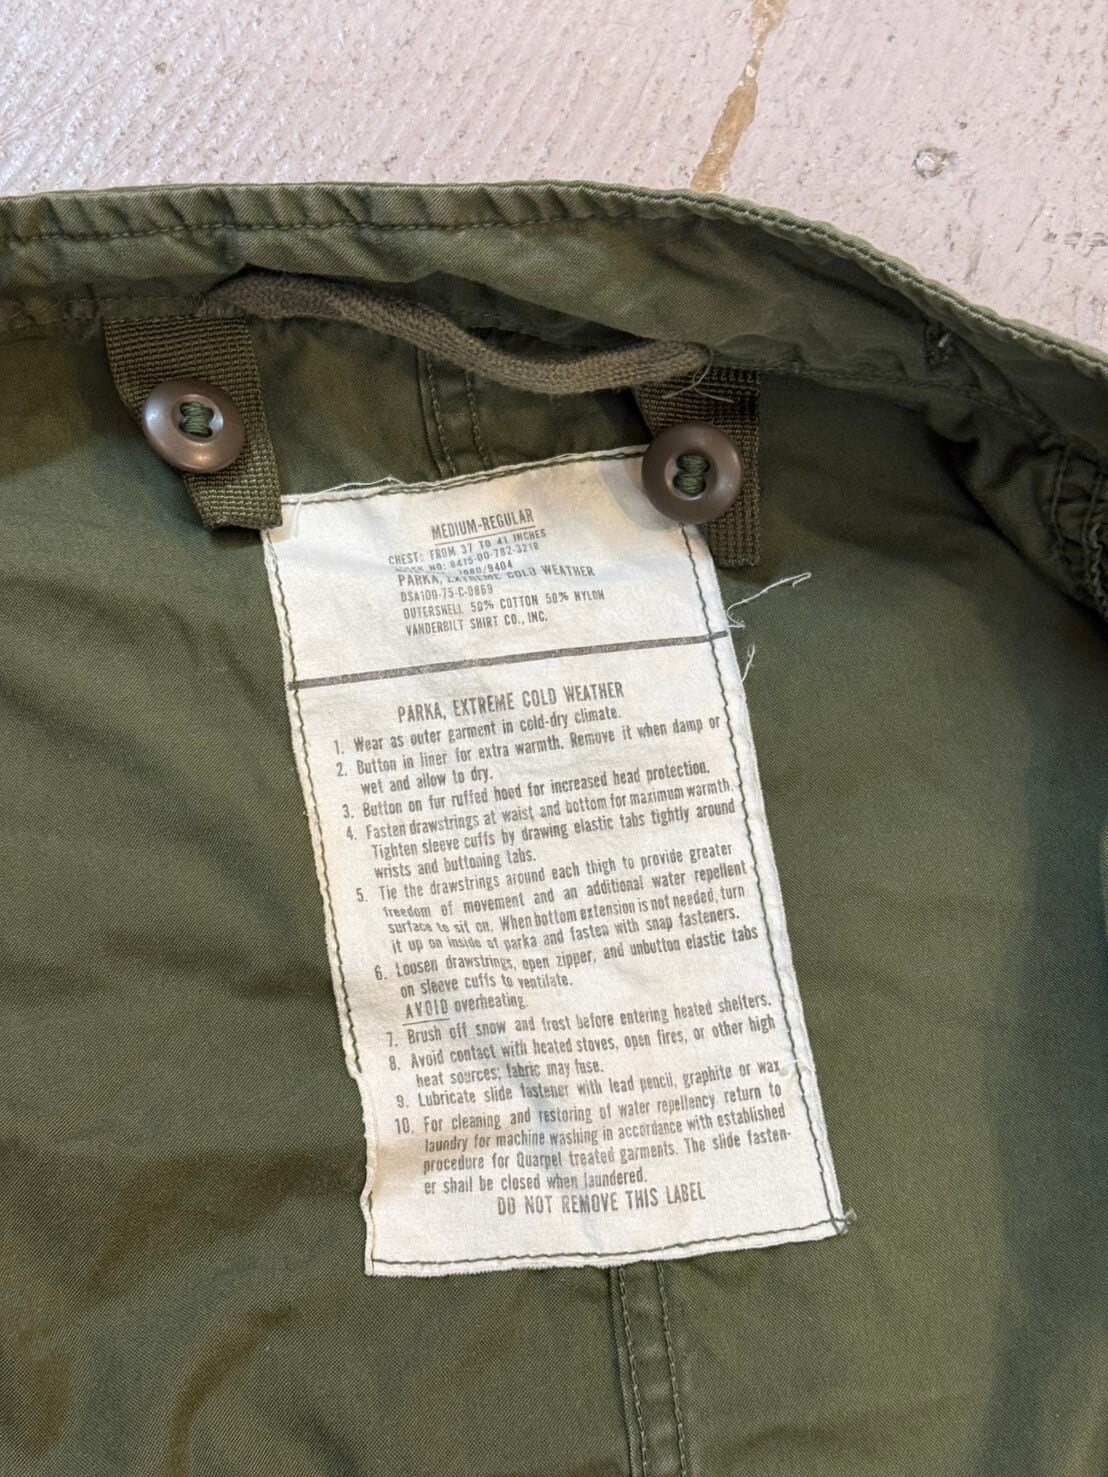 MEDIUM-REGULAR
CHEST: FROM 37 TO 41 INCHES
STOCK NO: 8415-00-782-3218
PARKA, EXTREME COLD WEATHER
DSA100-75-C-0869
OUTERSHELL 50% COTTON 50% NYLON
VANDERBILT SHIRT CO., INC.
PARKA, EXTREME COLD WEATHER
1. Wear as outer garment in cold-dry climate.
2. Button in liner for extra warmth. Remove it when damp or
wet and allow to dry.
3. Button on fur ruffed hood for increased head protection.
4. Fasten drawstrings at waist and bottom for maximum warmth.
Tighten sleeve cuffs by drawing elastic tabs tightly around
wrists and buttoning tabs.
5. Tie the drawstrings around each thigh to provide greater
freedom of movement and an additional water repellent
surface to sit on. When bottom extension is not needed, turn
it up on inside of parka and fasten with snap fasteners.
6. Loosen drawstrings, open zipper, and unbutton elastic tabs
on sleeve cuffs to ventilate.
AVOID overheating.
7. Brush off snow and frost before entering heated shelters.
8. Avoid contact with heated stoves, open fires, or other high
heat sources; fabric may fuse.
9. Lubricate slide fastener with lead pencil, graphite or wax
10. For cleaning and restoring of water repellency return to
laundry for machine washing in accordance with established
procedure for Quarpel treated garments. The slide fasten-
er shall be closed when laundered.
DO NOT REMOVE THIS LABEL